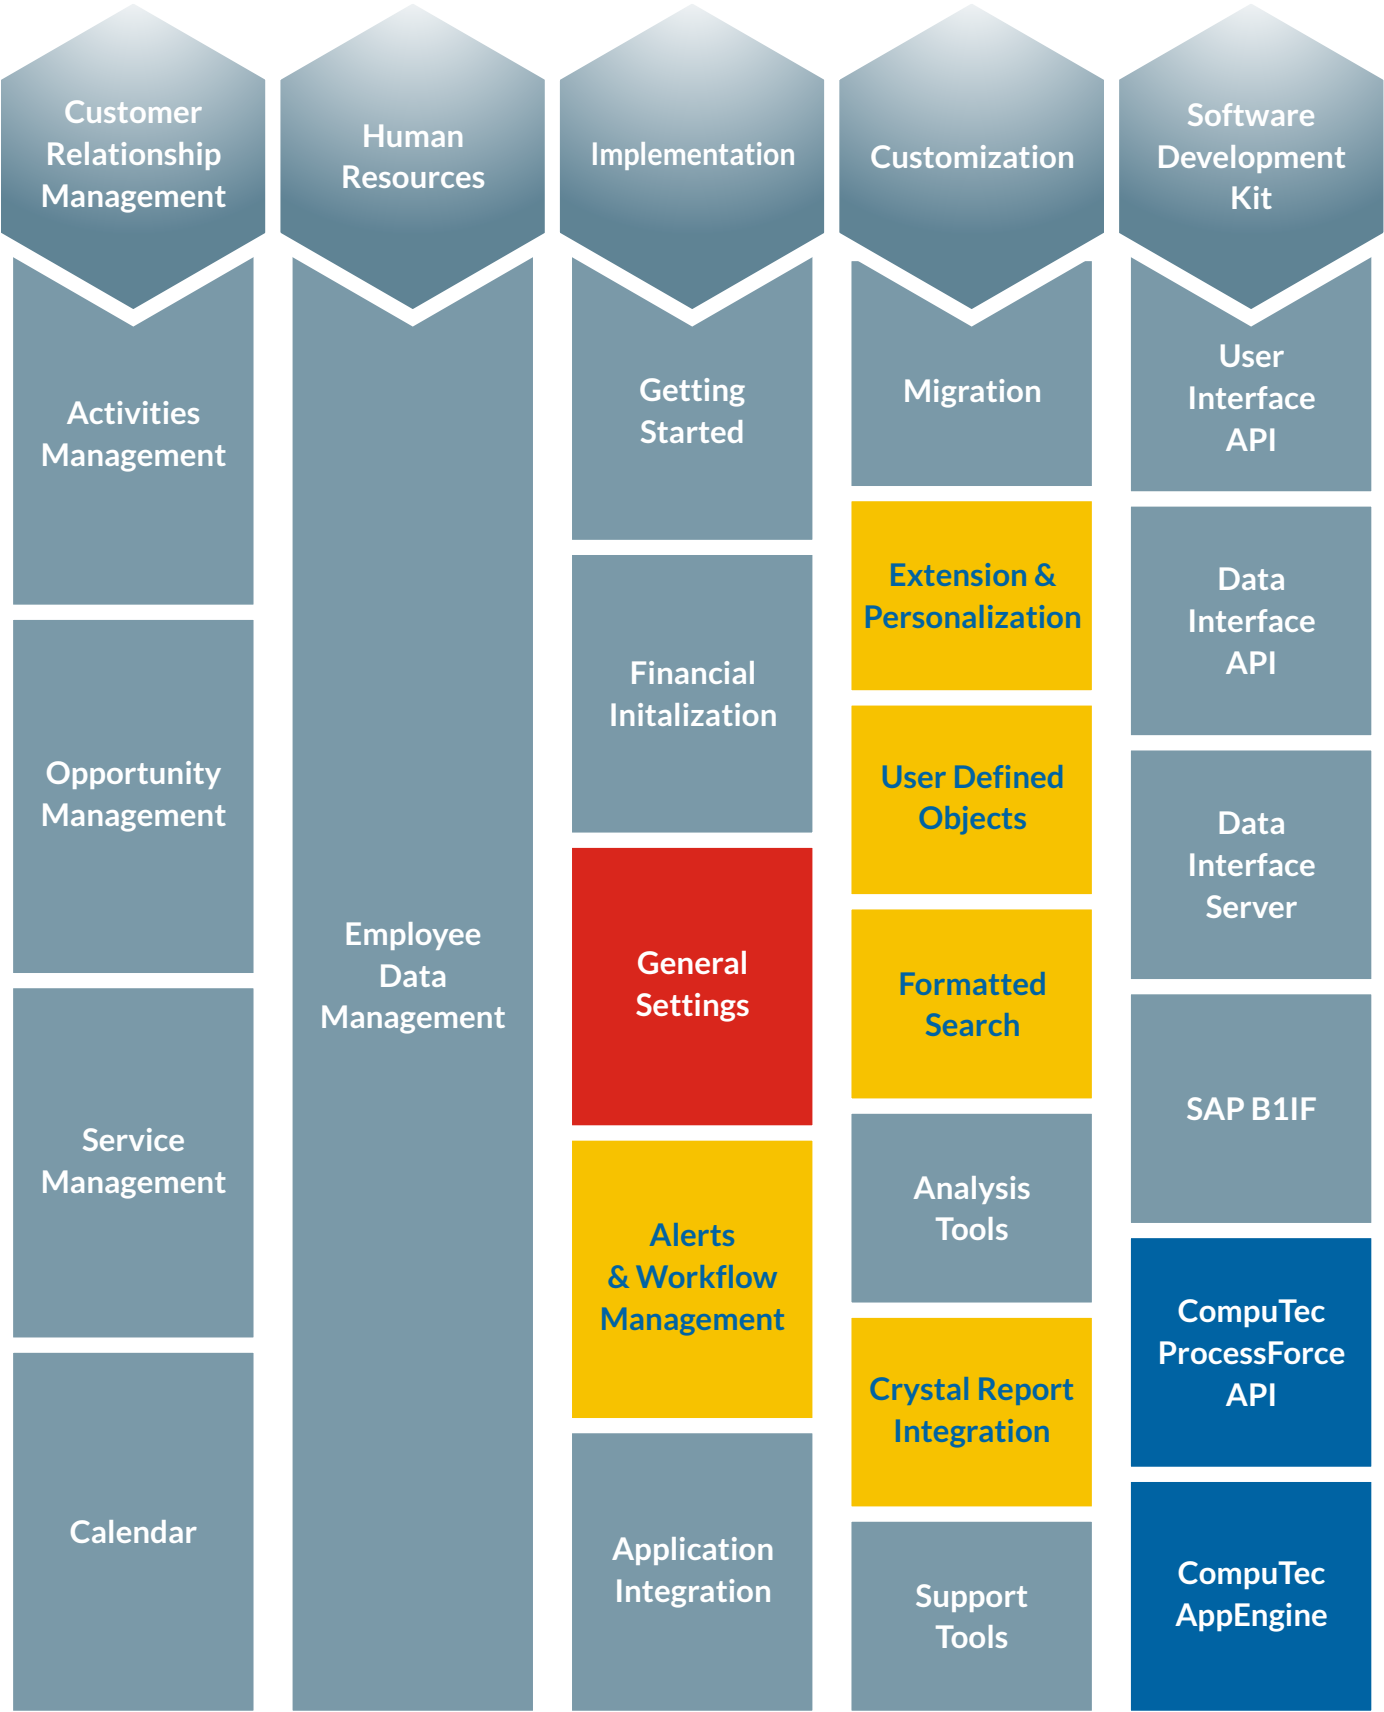 Customer
Relationship
Management
Human
Resources
Implementation
Customization
Software
Development
Kit
Activities
Management
Opportunity
Management
Service
Management
Calendar
Employee
Data
Management
Getting
Started
Financial
Initalization
General
Settings
Alerts
& Workflow
Management
Application
Integration
Migration
Extension &
Personalization
User Defined
Objects
Formatted
Search
Analysis
Tools
Crystal Report
Integration
Support
Tools
User
Interface
API
Data
Interface
API
Data
Interface
Server
SAP B1IF
CompuTec
ProcessForce
API
CompuTec
AppEngine